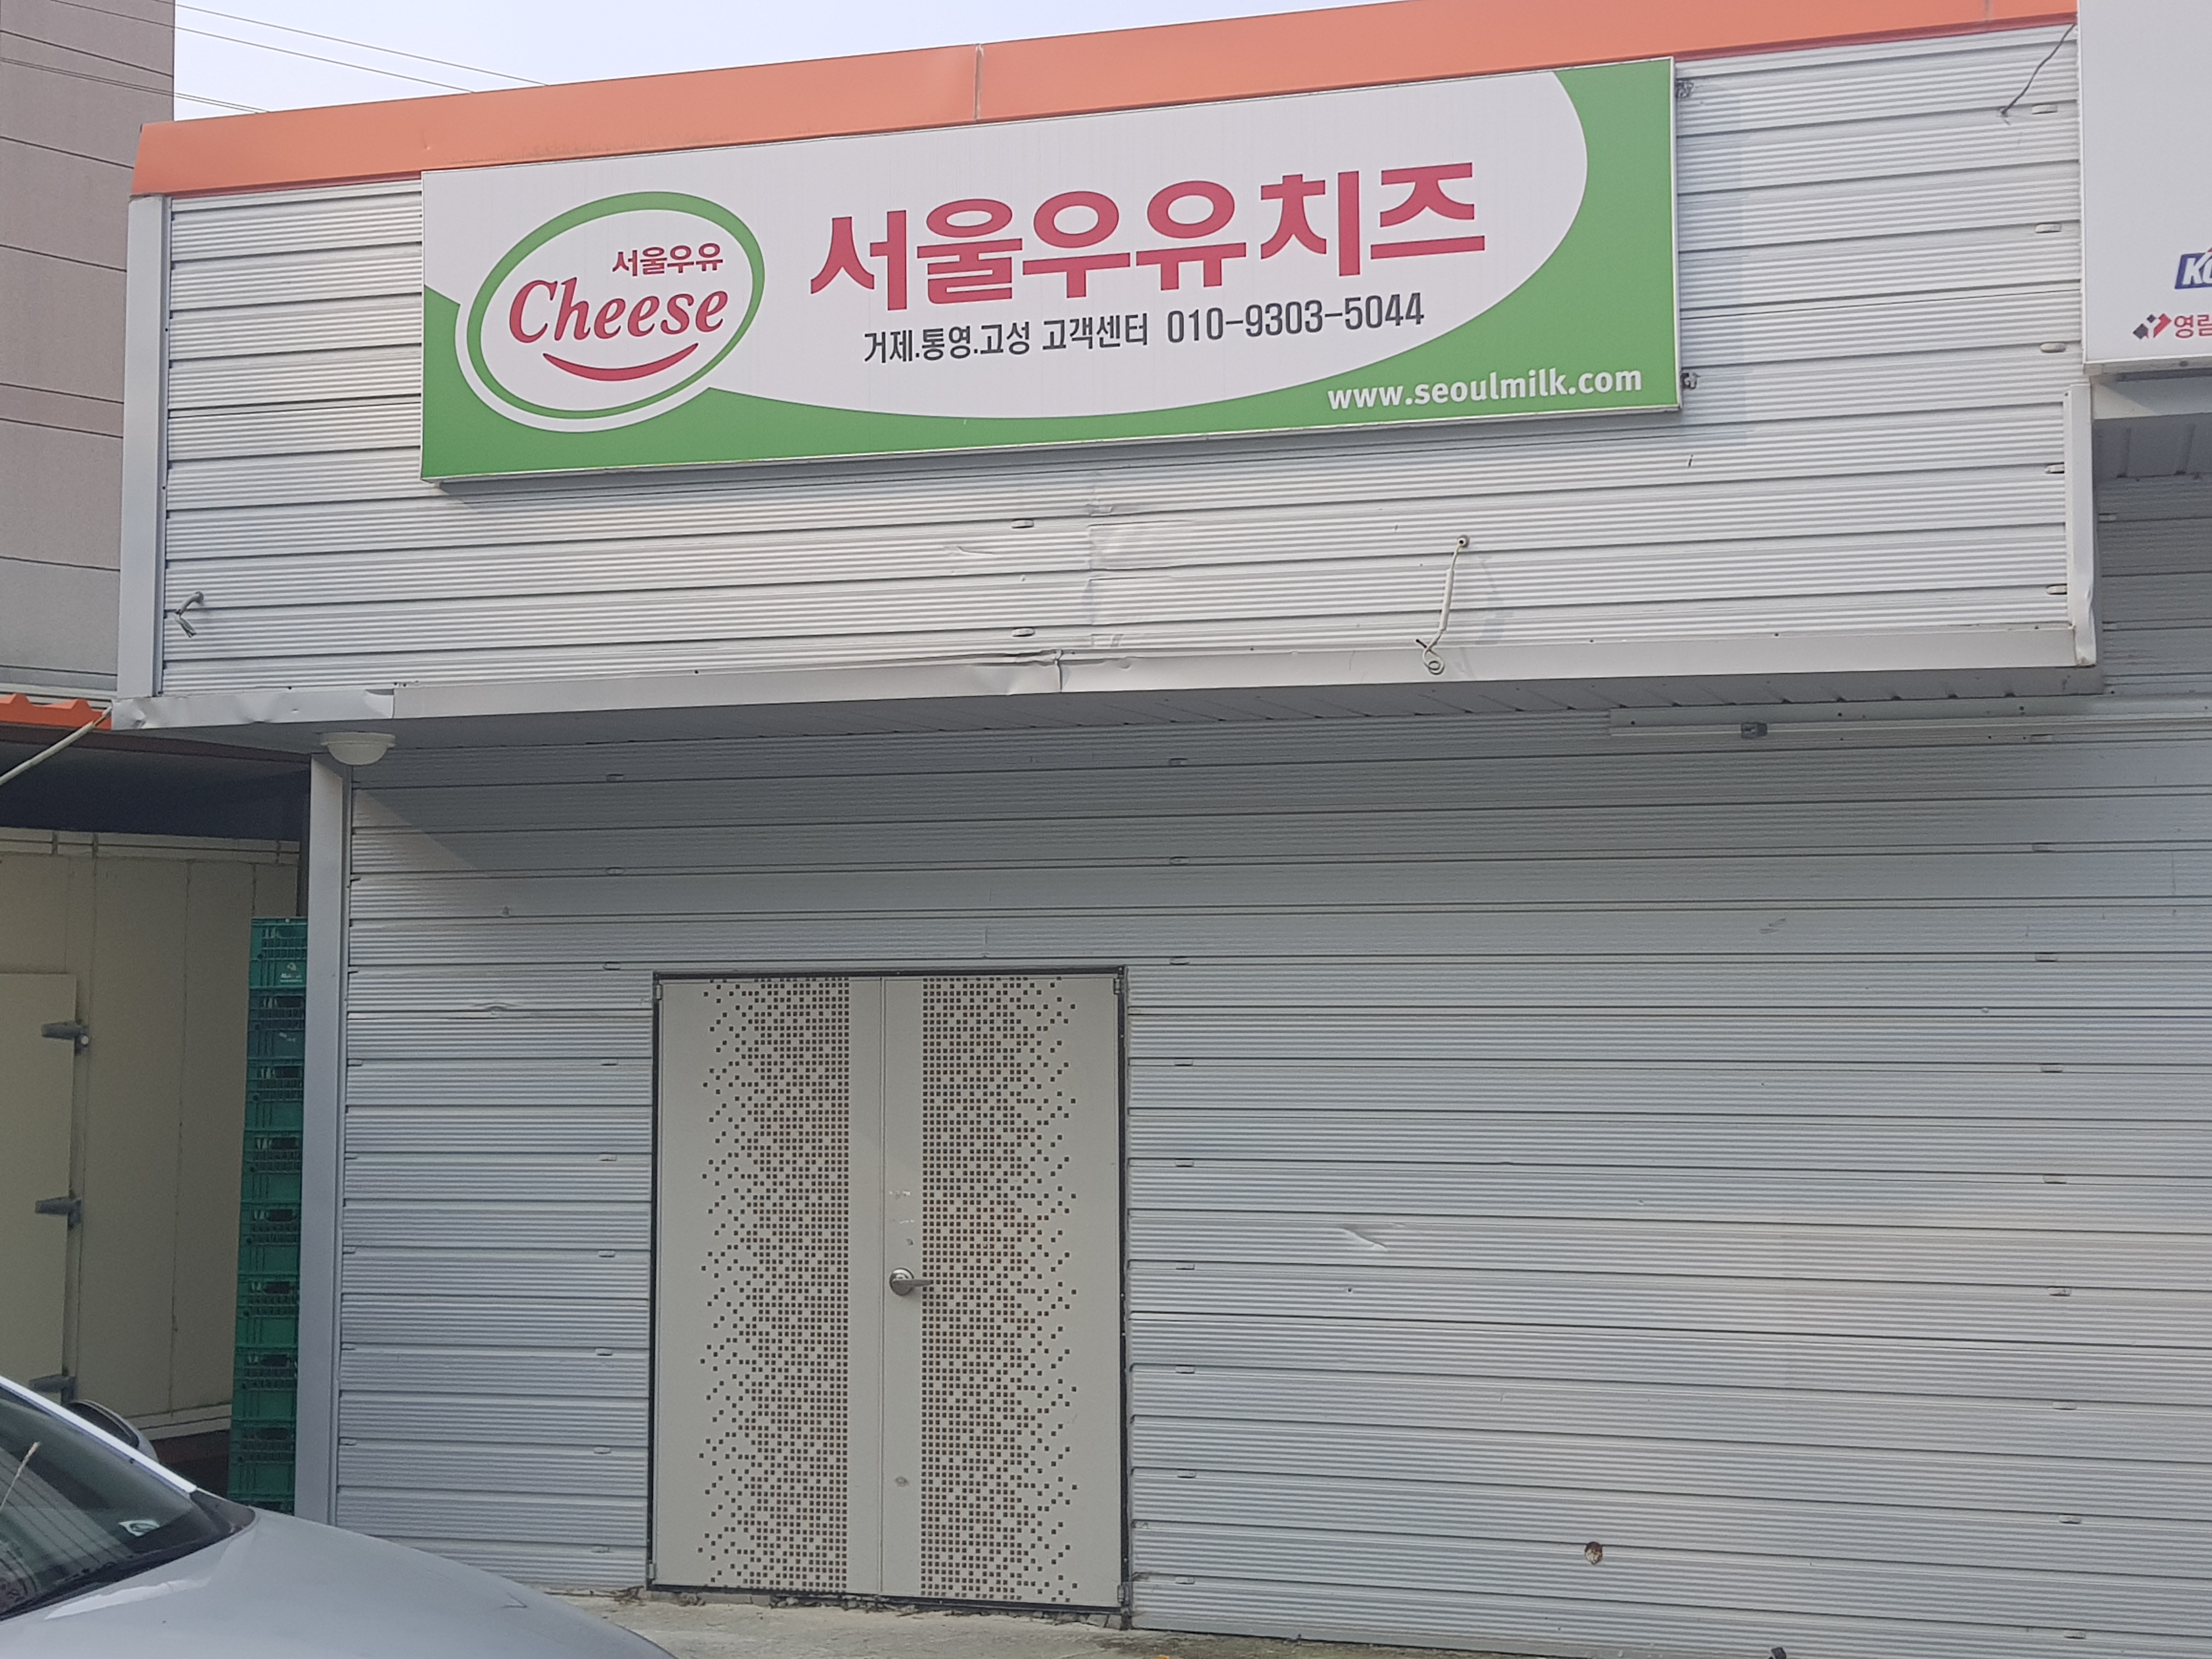 서울우유
Cheese
서울우유치즈
거제.통영.고성 고객센터 010-9303-5044
www.seoulmilk.com
영림